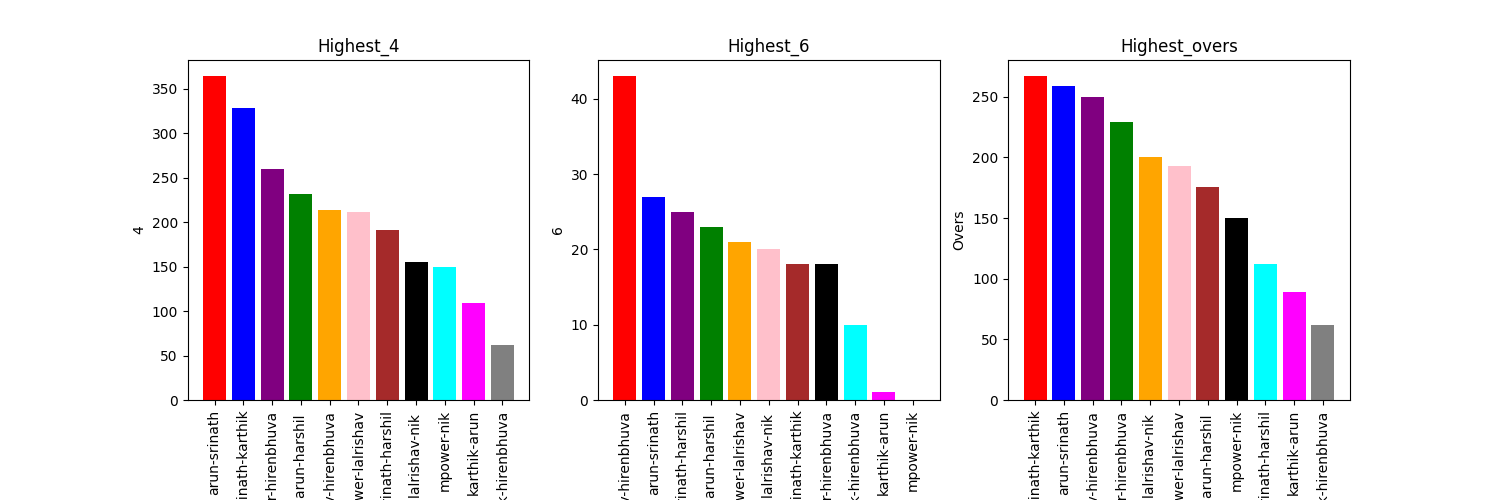 Highest_4
4
350
300
250
200
150
100
50
0
arun-srinath
inath-karthik
r-hirenbhuva
arun-harshil
y-hirenbhuva
wer-lalrishav
inath-harshil
lalrishav-nik
mpower-nik
karthik-arun
k-hirenbhuva
Highest_6
6
40
30
20
10
0
y-hirenbhuva
arun-srinath
inath-harshil
arun-harshil
wer-lalrishav
lalrishav-nik
inath-karthik
r-hirenbhuva
k-hirenbhuva
karthik-arun
mpower-nik
Highest_overs
Overs
250
200
150
100
50
0
inath-karthik
arun-srinath
y-hirenbhuva
r-hirenbhuva
lalrishav-nik
wer-lalrishav
arun-harshil
mpower-nik
inath-harshil
karthik-arun
k-hirenbhuva